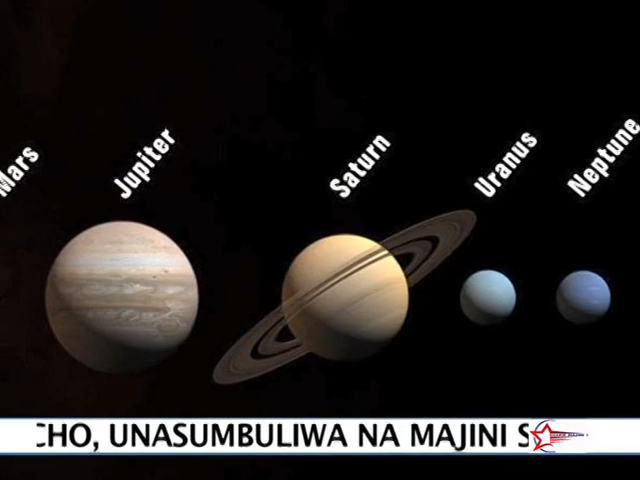 Mars
Jupiter
Saturn
Uranus
Neptune
CHO, UNASUMBULIWA NA MAJINI S